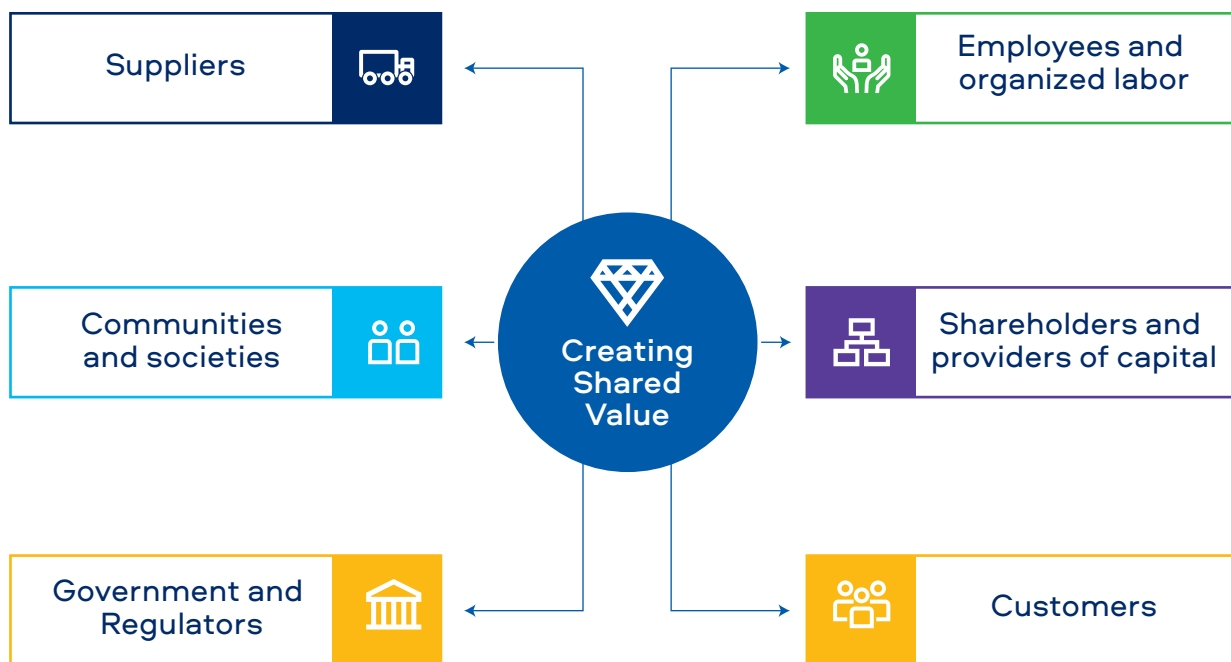 Suppliers
Employees and
organized labor
Communities
and societies
Creating
Shared
Value
Shareholders and
providers of capital
Government and
Regulators
Customers